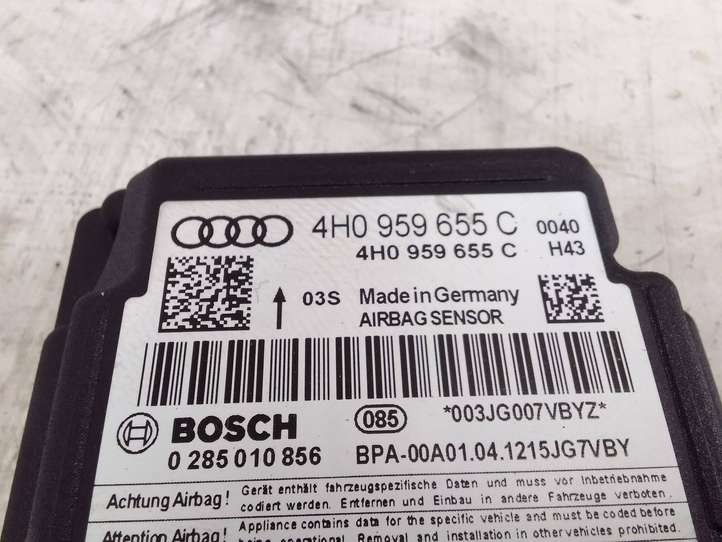 4H0 959 655 C 0040
4H0 959 655 C H43
03S Made in Germany
AIRBAG SENSOR
BOSCH 085 *003JG007VBYZ*
0 285 010 856 BPA-00A01.04.1215JG7VBY
Achtung Airbag! Gerät enthält fahrzeugspezifische Daten und muss vor Inbetriebnahme
codiert werden. Entfernen und Einbau in andere Fahrzeuge verboten.
Attention Airbag! Appliance contains data for the specific vehicle and must be coded before
being operational. Removal and installation in other vehicles prohibited.